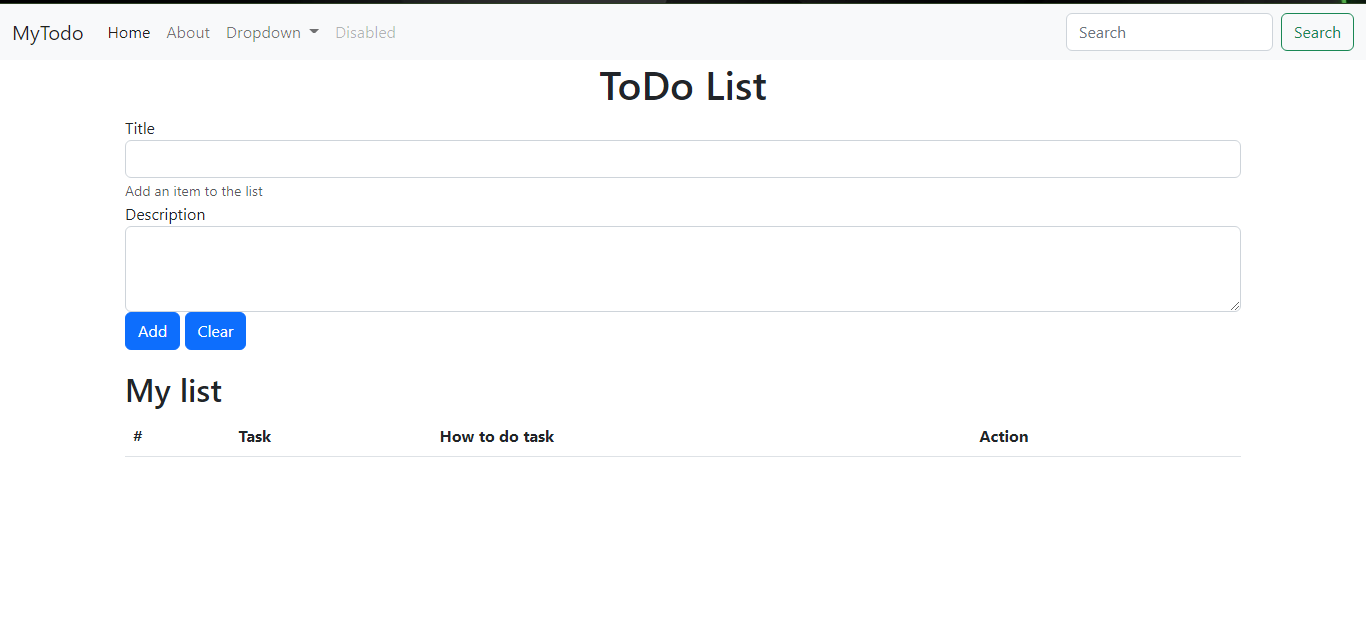 MyTodo Home About Dropdown Disabled Search Search
ToDo List
Title
Add an item to the list
Description
Add Clear
My list
# Task How to do task Action